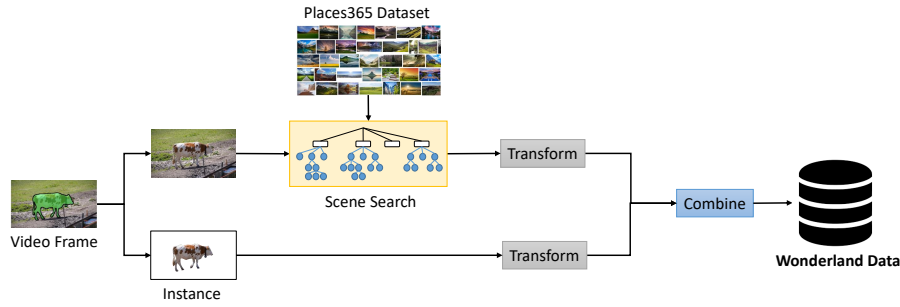 Places365 Dataset
Transform
Scene Search
Combine
Video Frame
Transform
Wonderland Data
Instance